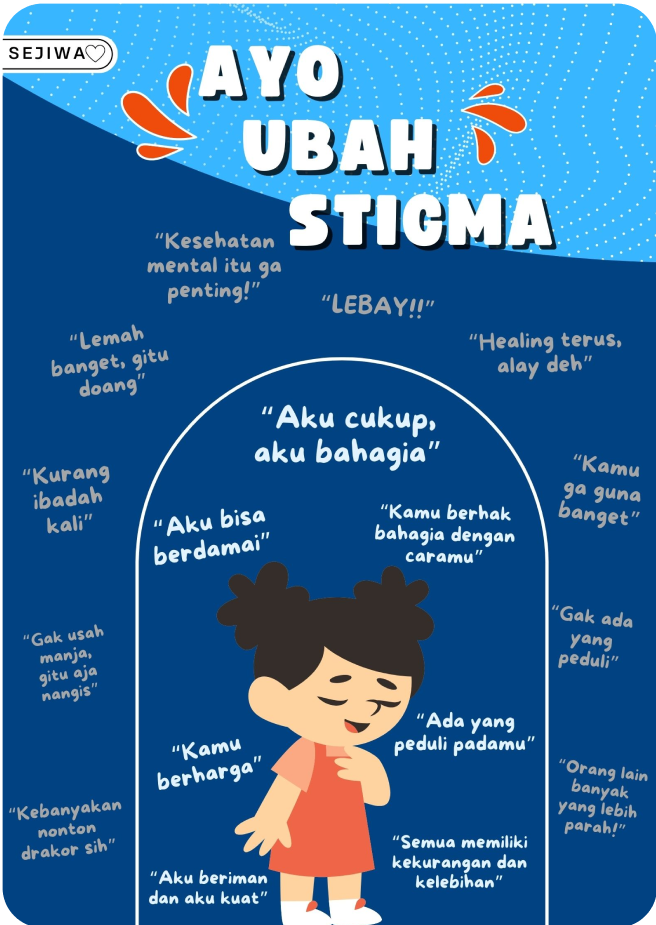 SEJIWA
AYO
UBAH
STIGMA
“Kesehatan
mental itu ga
penting!”
“LEBAY!!”
“Lemah
banget, gitu
doang”
“Healing terus,
alay deh”
“Aku cukup,
aku bahagia”
“Kurang
ibadah
kali”
“Kamu
ga guna
banget”
“Aku bisa
berdamai”
“Kamu berhak
bahagia dengan
caramu”
“Gak usah
manja,
gitu aja
nangis”
“Gak ada
yang
peduli”
“Kamu
berharga”
“Ada yang
peduli padamu”
“Kebanyakan
nonton
drakor sih”
“Orang lain
banyak
yang lebih
parah!”
“Aku beriman
dan aku kuat”
“Semua memiliki
kekurangan dan
kelebihan”